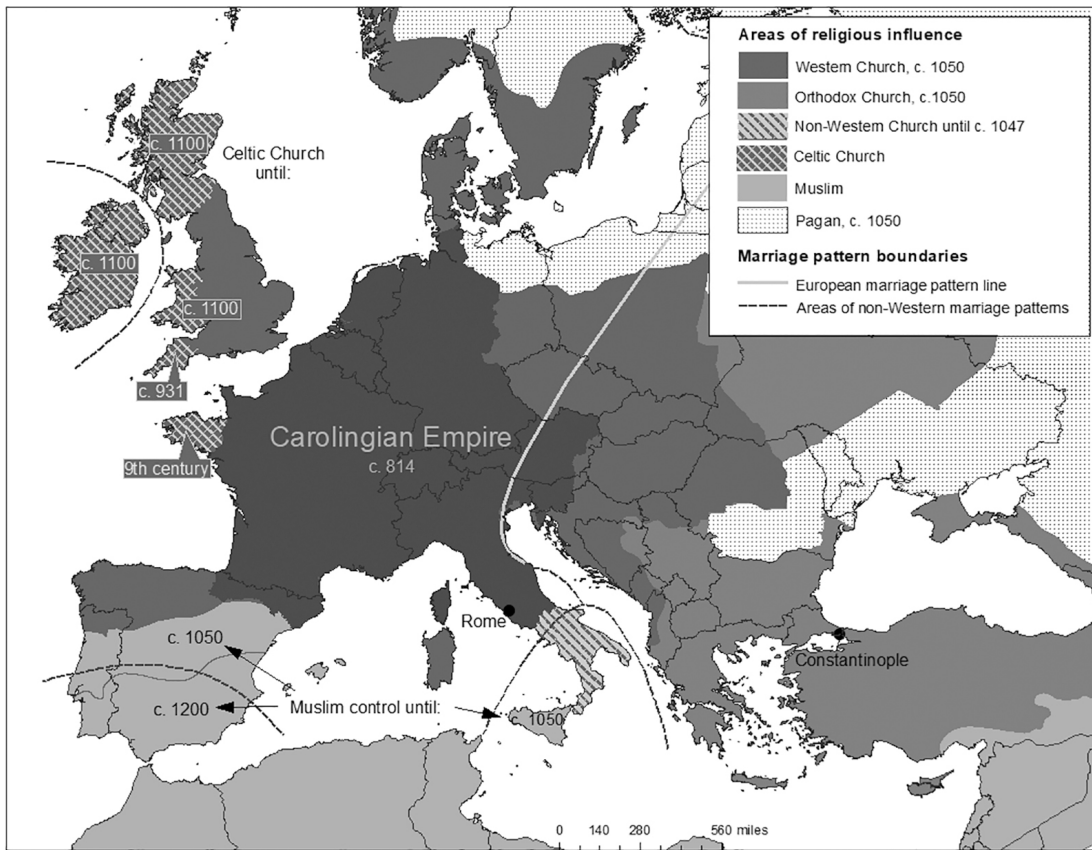 Areas of religious influence
Western Church, c. 1050
Orthodox Church, c.1050
Non-Western Church until c. 1047
Celtic Church
Muslim
Pagan, c. 1050
Marriage pattern boundaries
European marriage pattern line
Areas of non-Western marriage patterns
c. 1100
Celtic Church
until:
c. 1100
c. 1100
c. 931
9th century
Carolingian Empire
c. 814
Rome
Constantinople
c. 1050
c. 1200
Muslim control until:
c. 1050
0 140 280 560 miles